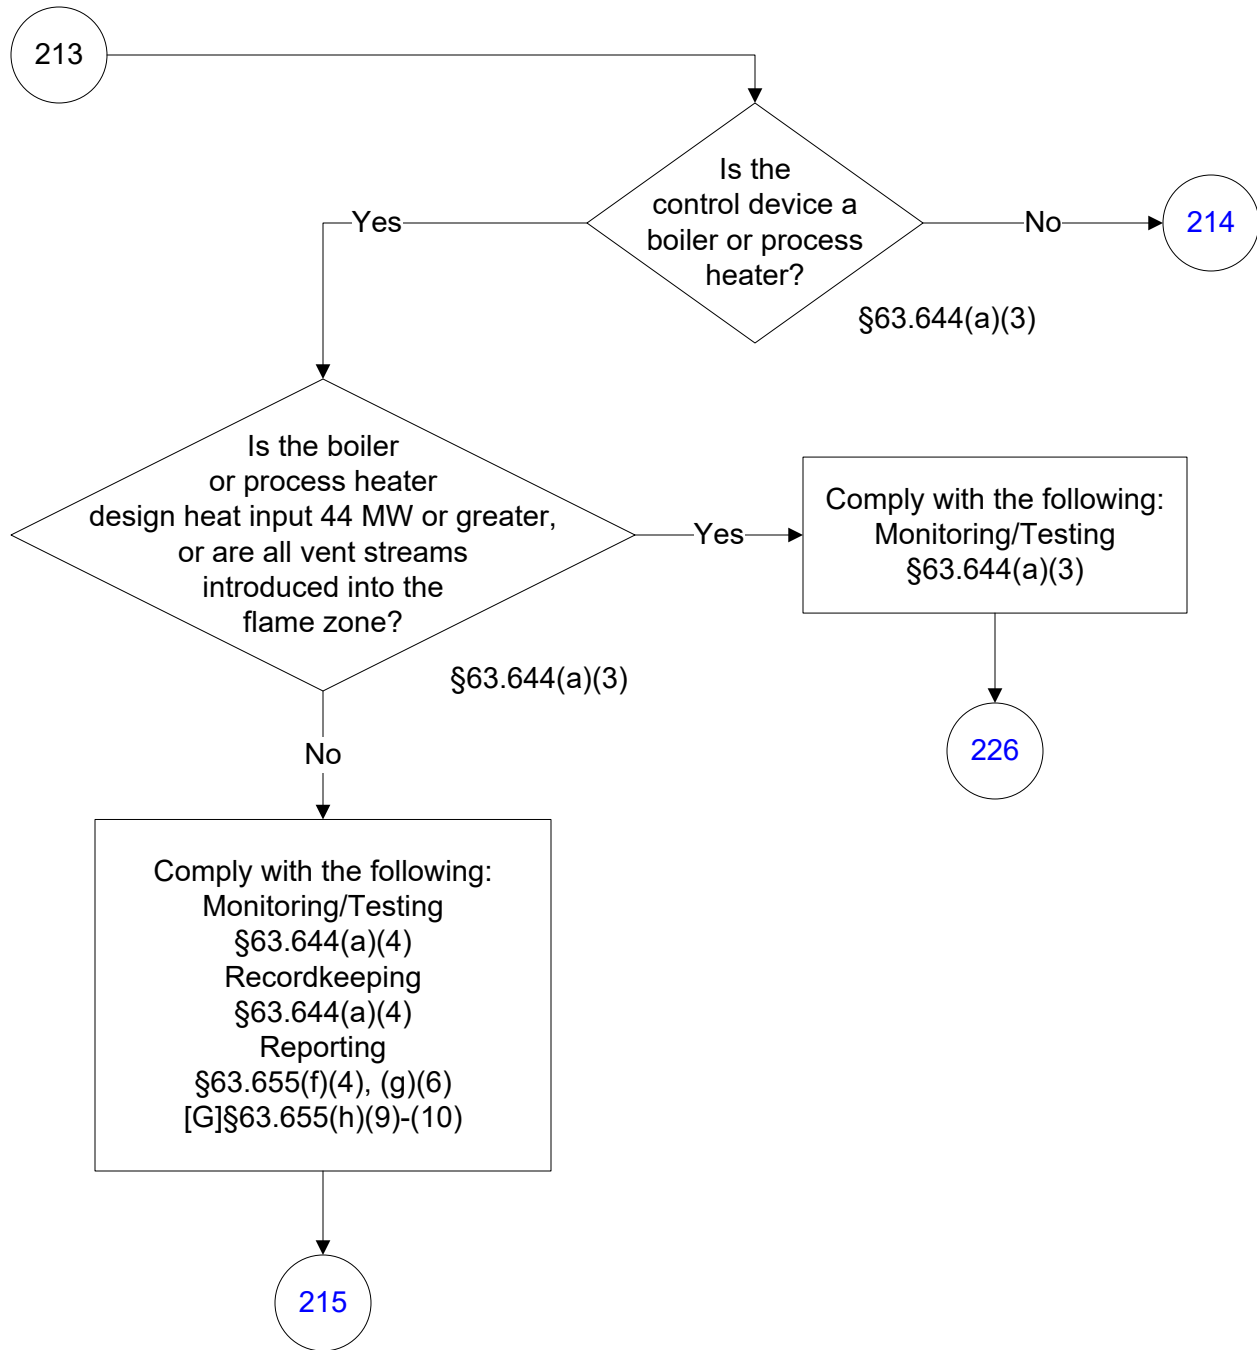 213
Is the
control device a
boiler or process
heater?
Yes
No
214
§63.644(a)(3)
Is the boiler
or process heater
design heat input 44 MW or greater,
or are all vent streams
introduced into the
flame zone?
Yes
Comply with the following:
Monitoring/Testing
§63.644(a)(3)
§63.644(a)(3)
226
No
Comply with the following:
Monitoring/Testing
§63.644(a)(4)
Recordkeeping
§63.644(a)(4)
Reporting
§63.655(f)(4), (g)(6)
[G]§63.655(h)(9)-(10)
215